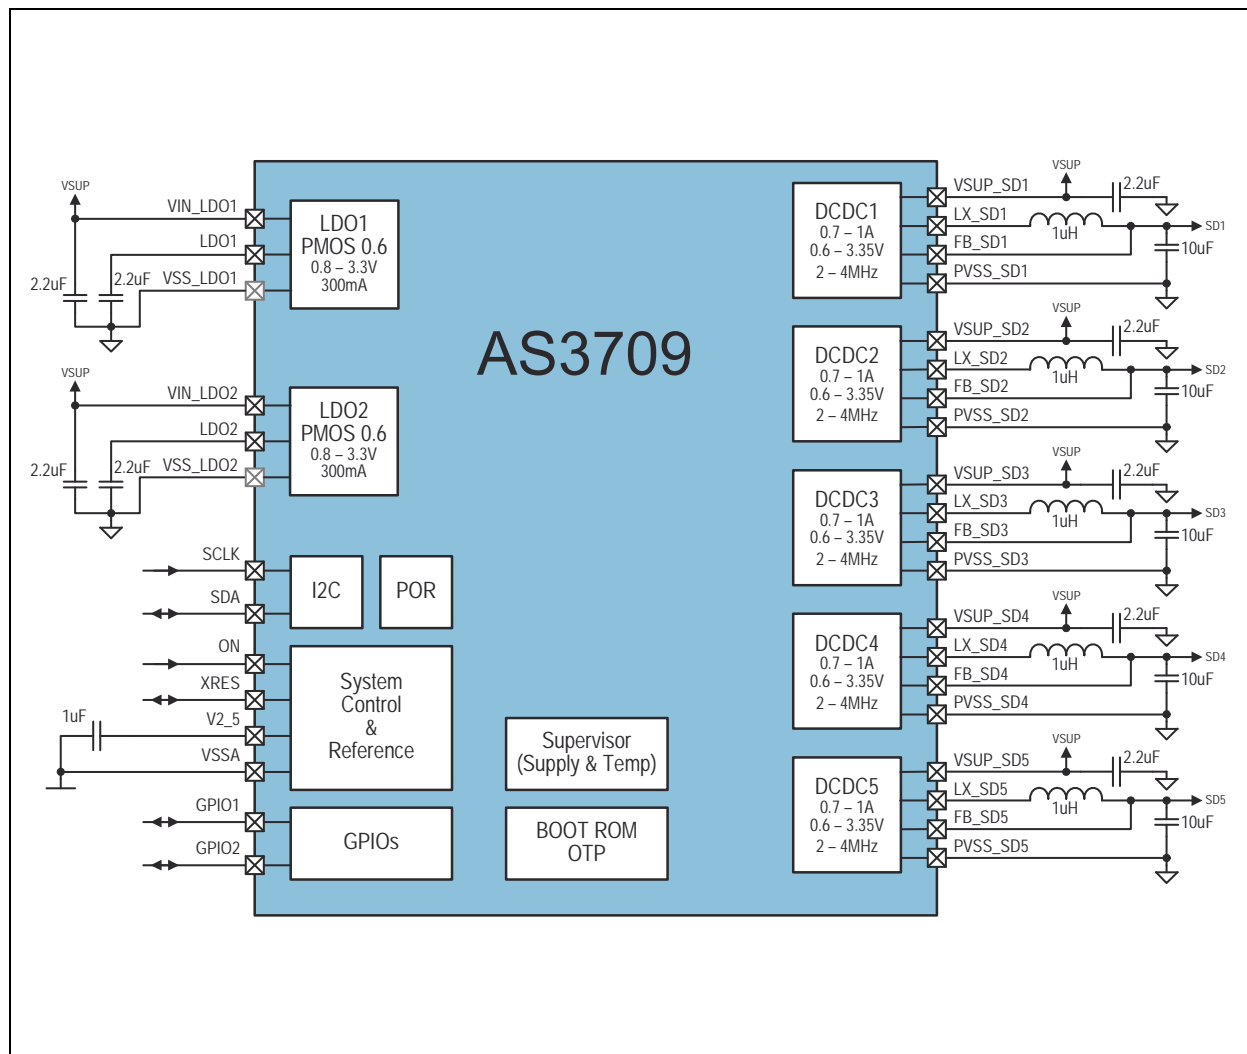 AS3709
VSUP
VIN_LDO1
LDO1
VSS_LDO1
2.2uF
2.2uF
LDO1
PMOS 0.6
0.8 – 3.3V
300mA
VSUP
VIN_LDO2
LDO2
VSS_LDO2
2.2uF
2.2uF
LDO2
PMOS 0.6
0.8 – 3.3V
300mA
SCLK
SDA
I2C
POR
ON
XRES
V2_5
VSSA
1uF
System
Control
&
Reference
GPIO1
GPIO2
GPIOs
Supervisor
(Supply & Temp)
BOOT ROM
OTP
DCDC1
0.7 – 1A
0.6 – 3.35V
2 – 4MHz
VSUP_SD1
LX_SD1
FB_SD1
PVSS_SD1
VSUP
2.2uF
1uH
SD1
10uF
DCDC2
0.7 – 1A
0.6 – 3.35V
2 – 4MHz
VSUP_SD2
LX_SD2
FB_SD2
PVSS_SD2
VSUP
2.2uF
1uH
SD2
10uF
DCDC3
0.7 – 1A
0.6 – 3.35V
2 – 4MHz
VSUP_SD3
LX_SD3
FB_SD3
PVSS_SD3
VSUP
2.2uF
1uH
SD3
10uF
DCDC4
0.7 – 1A
0.6 – 3.35V
2 – 4MHz
VSUP_SD4
LX_SD4
FB_SD4
PVSS_SD4
VSUP
2.2uF
1uH
SD4
10uF
DCDC5
0.7 – 1A
0.6 – 3.35V
2 – 4MHz
VSUP_SD5
LX_SD5
FB_SD5
PVSS_SD5
VSUP
2.2uF
1uH
SD5
10uF